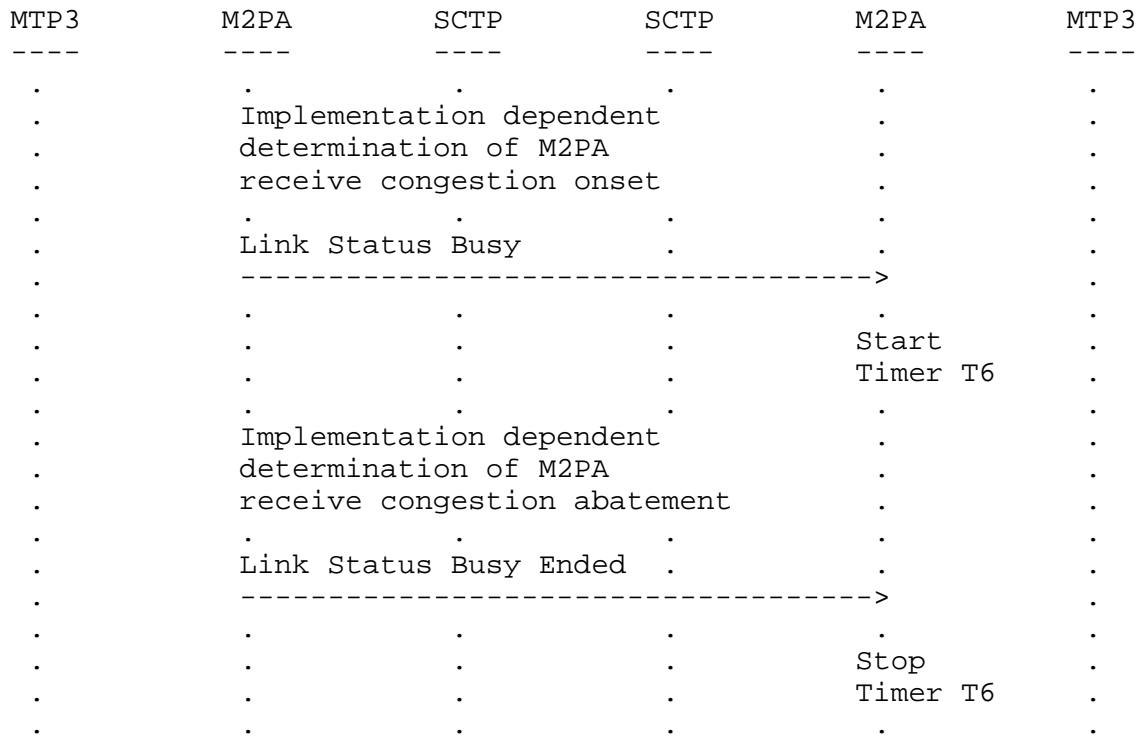 MTP3        M2PA        SCTP        SCTP        M2PA        MTP3
----        ----        ----        ----        ----        ----
 .           .           .           .           .           .
 .           Implementation dependent            .           .
 .           determination of M2PA               .           .
 .           receive congestion onset            .           .
 .           .           .           .           .           .
 .           Link Status Busy        .           .           .
 .           ------------------------------------>           .
 .           .           .           .           .           .
 .           .           .           .          Start        .
 .           .           .           .          Timer T6     .
 .           .           .           .           .           .
 .           Implementation dependent            .           .
 .           determination of M2PA               .           .
 .           receive congestion abatement        .           .
 .           .           .           .           .           .
 .           Link Status Busy Ended  .           .           .
 .           ------------------------------------>           .
 .           .           .           .           .           .
 .           .           .           .          Stop         .
 .           .           .           .          Timer T6     .
 .           .           .           .           .           .